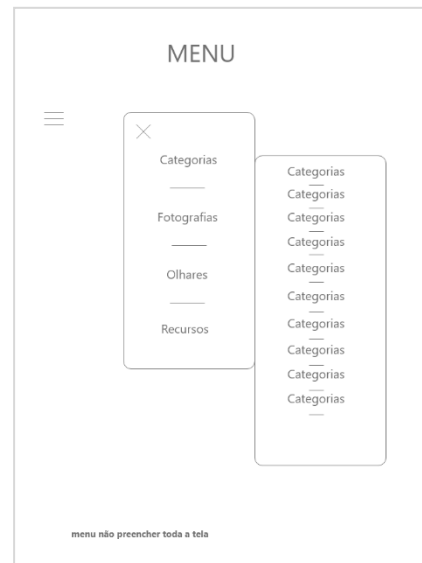 MENU
Categorias
Fotografias
Olhares
Recursos
Categorias
Categorias
Categorias
Categorias
Categorias
Categorias
Categorias
Categorias
Categorias
Categorias
menu não preencher toda a tela